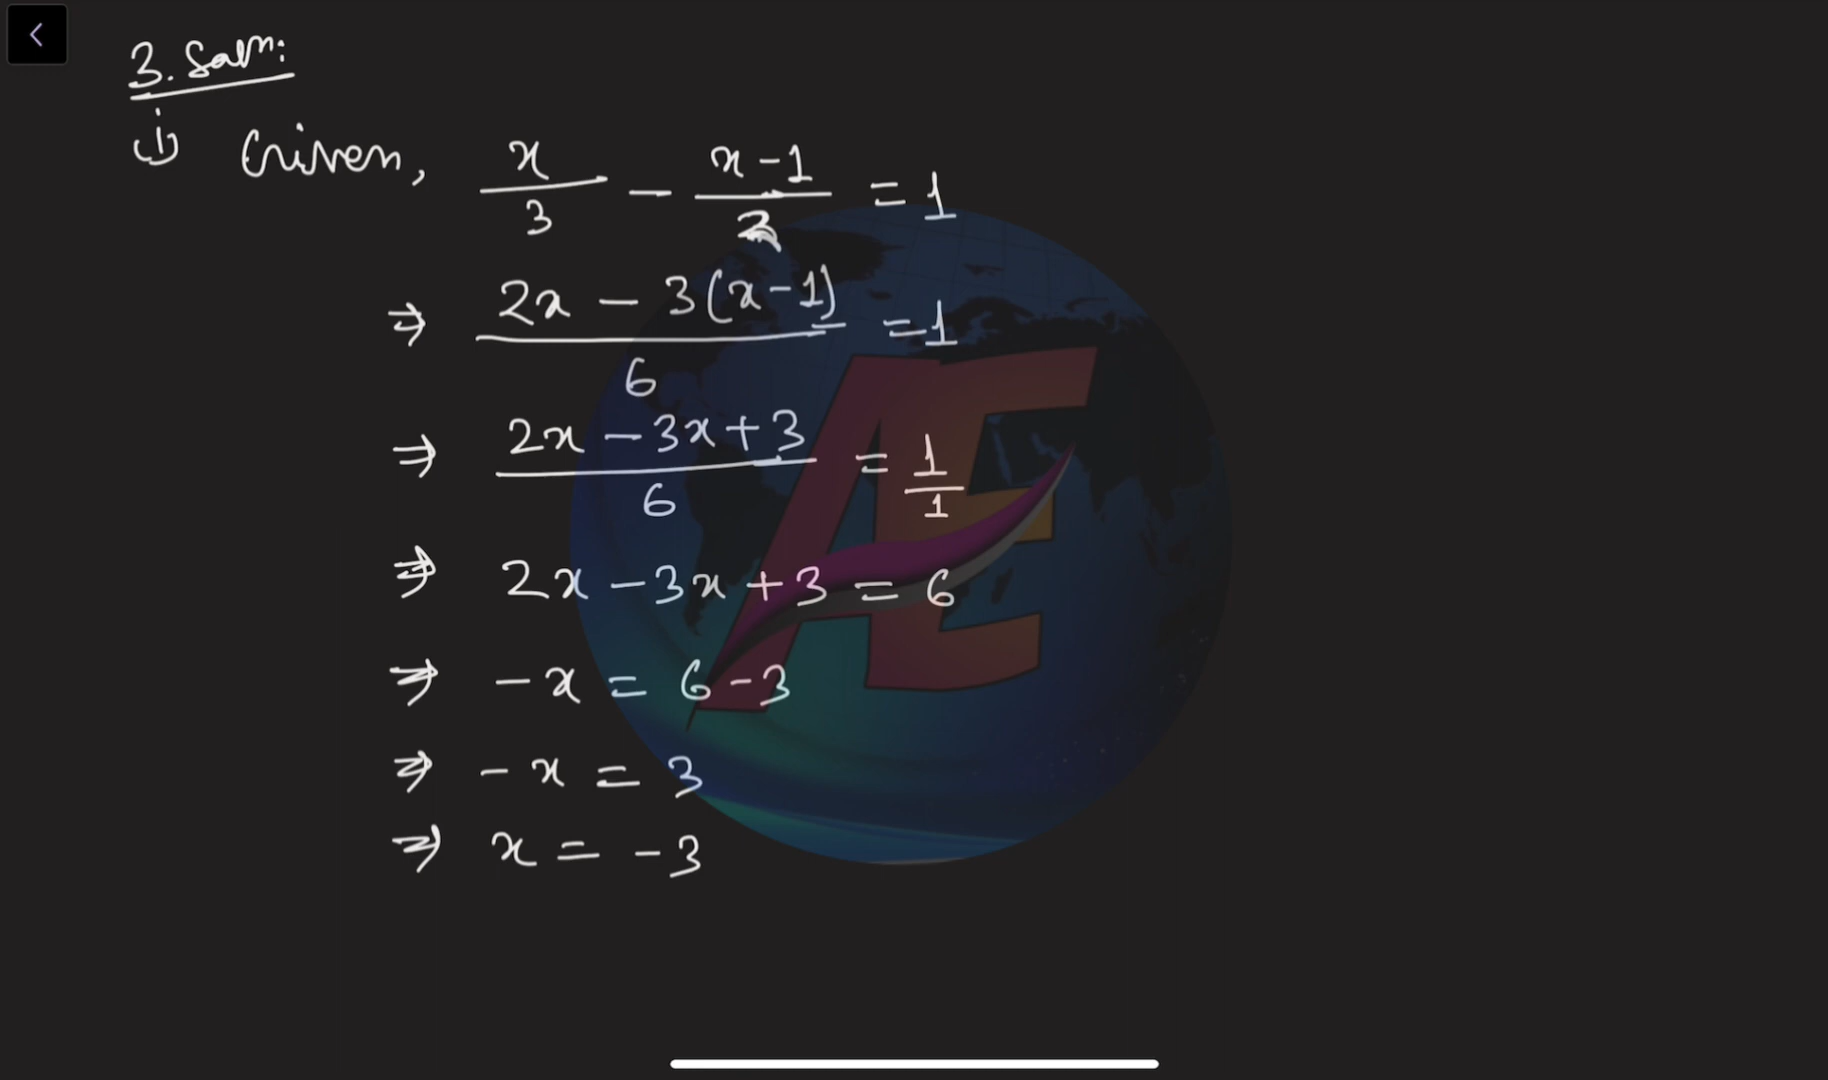 3. Soln:
i) Given, x/3 - (x-1)/2 = 1
⇒ (2x - 3(x-1))/6 = 1
⇒ (2x - 3x + 3)/6 = 1/1
⇒ 2x - 3x + 3 = 6
⇒ -x = 6 - 3
⇒ -x = 3
⇒ x = -3
Æ